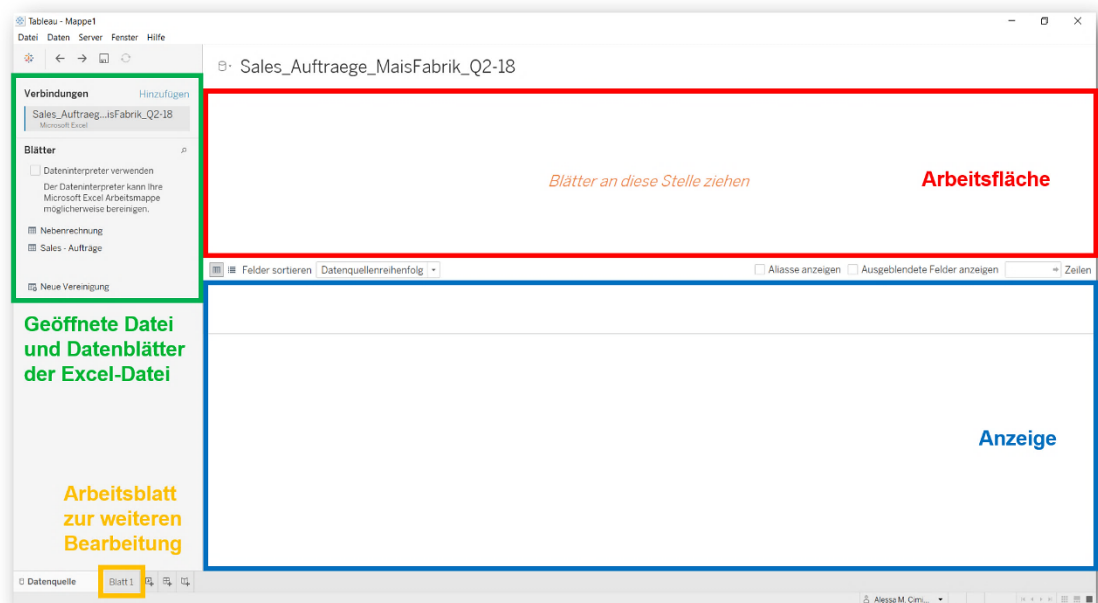 Tableau - Mappe1
Datei Daten Server Fenster Hilfe
Sales_Auftraege_MaisFabrik_Q2-18
Verbindungen Hinzufügen
Sales_Auftraeg...isFabrik_Q2-18
Microsoft Excel
Blätter
Dateninterpreter verwenden
Der Dateninterpreter kann Ihre
Microsoft Excel Arbeitsmappe
möglicherweise bereinigen.
Nebenrechnung
Sales - Aufträge
Neue Vereinigung
Blätter an diese Stelle ziehen
Arbeitsfläche
Felder sortieren Datenquellenreihenfolg Aliasse anzeigen Ausgeblendete Felder anzeigen Zeilen
Geöffnete Datei
und Datenblätter
der Excel-Datei
Anzeige
Arbeitsblatt
zur weiteren
Bearbeitung
Datenquelle Blatt 1
Alessa M. Cimi...